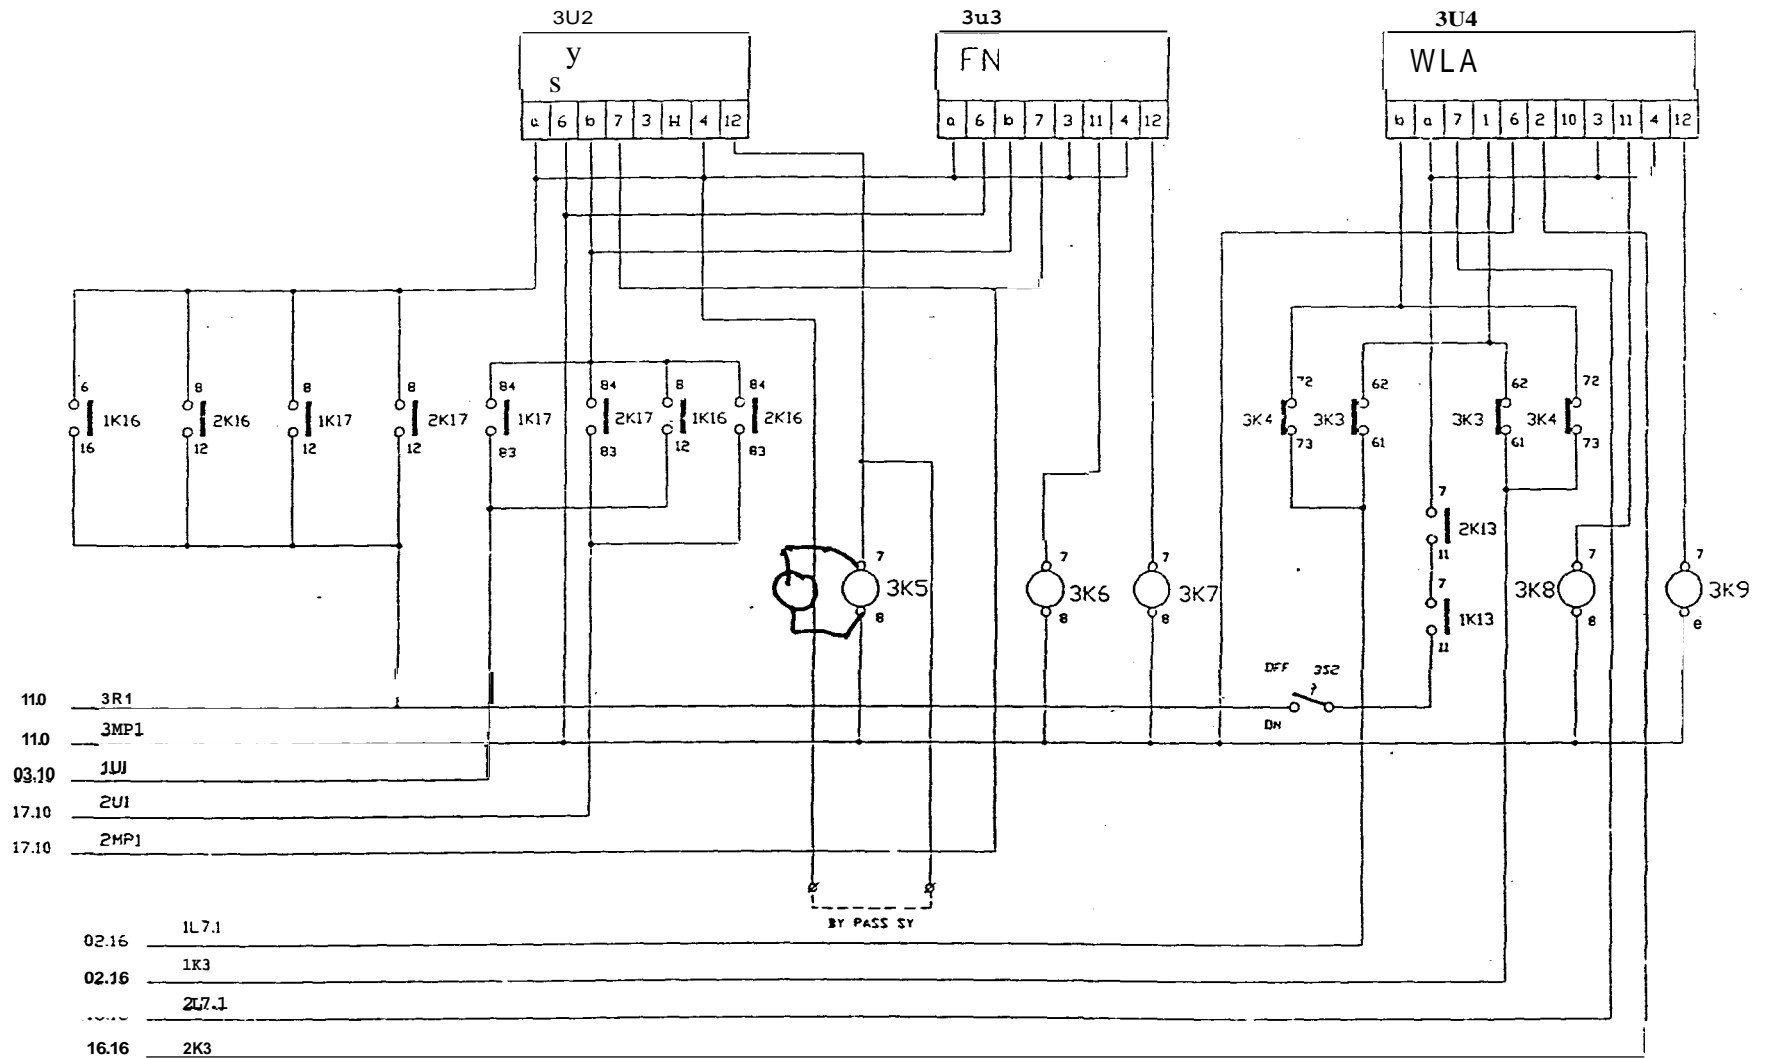 3U2 3u3 3U4
y
s
FN
WLA
a 6 b 7 3 H 4 12
a 6 b 7 3 11 4 12
b a 7 1 6 2 10 3 11 4 12
6 8 8 8 84 84 8 84
1K16 2K16 1K17 2K17 1K17 2K17 1K16 2K16
16 12 12 12 83 83 12 83
72 62 62 72
3K4 3K3 3K3 3K4
73 61 61 73
7
2K13
11
7
1K13
11
7 7 7 7 7
3K5 3K6 3K7 3K8 3K9
8 8 8 8 e
OFF 3S2
ON
11.0 3R1
11.0 3MP1
03.10 1U1
17.10 2U1
17.10 2MP1
BY PASS SY
02.16 1L7.1
02.16 1K3
2L7.1
16.16 2K3